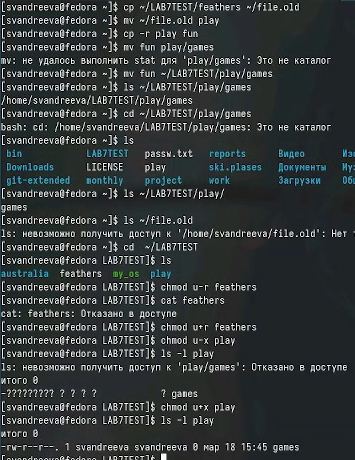 [svandreeva@fedora ~]$ cp ~/LAB7TEST/feathers ~/file.old
[svandreeva@fedora ~]$ mv ~/file.old play
[svandreeva@fedora ~]$ cp -r play fun
[svandreeva@fedora ~]$ mv fun play/games
mv: не удалось выполнить stat для 'play/games': Это не каталог
[svandreeva@fedora ~]$ mv fun ~/LAB7TEST/play/games
[svandreeva@fedora ~]$ ls ~/LAB7TEST/play/games
/home/svandreeva/LAB7TEST/play/games
[svandreeva@fedora ~]$ cd ~/LAB7TEST/play/games
bash: cd: /home/svandreeva/LAB7TEST/play/games: Это не каталог
[svandreeva@fedora ~]$ ls
bin LAB7TEST passw.txt reports Видео
Downloads LICENSE play ski.plases Документы
git-extended monthly project work Загрузки
[svandreeva@fedora ~]$ ls ~/LAB7TEST/play/
games
[svandreeva@fedora ~]$ ls ~/file.old
ls: невозможно получить доступ к '/home/svandreeva/file.old': Нет
[svandreeva@fedora ~]$ cd ~/LAB7TEST
[svandreeva@fedora LAB7TEST]$ ls
australia feathers my_os play
[svandreeva@fedora LAB7TEST]$ chmod u-r feathers
[svandreeva@fedora LAB7TEST]$ cat feathers
cat: feathers: Отказано в доступе
[svandreeva@fedora LAB7TEST]$ chmod u+r feathers
[svandreeva@fedora LAB7TEST]$ chmod u-x play
[svandreeva@fedora LAB7TEST]$ ls -l play
ls: невозможно получить доступ к 'play/games': Отказано в доступе
итого 0
-????????? ? ? ? ? ? games
[svandreeva@fedora LAB7TEST]$ chmod u+x play
[svandreeva@fedora LAB7TEST]$ ls -l play
итого 0
-rw-r--r--. 1 svandreeva svandreeva 0 мар 18 15:45 games
[svandreeva@fedora LAB7TEST]$